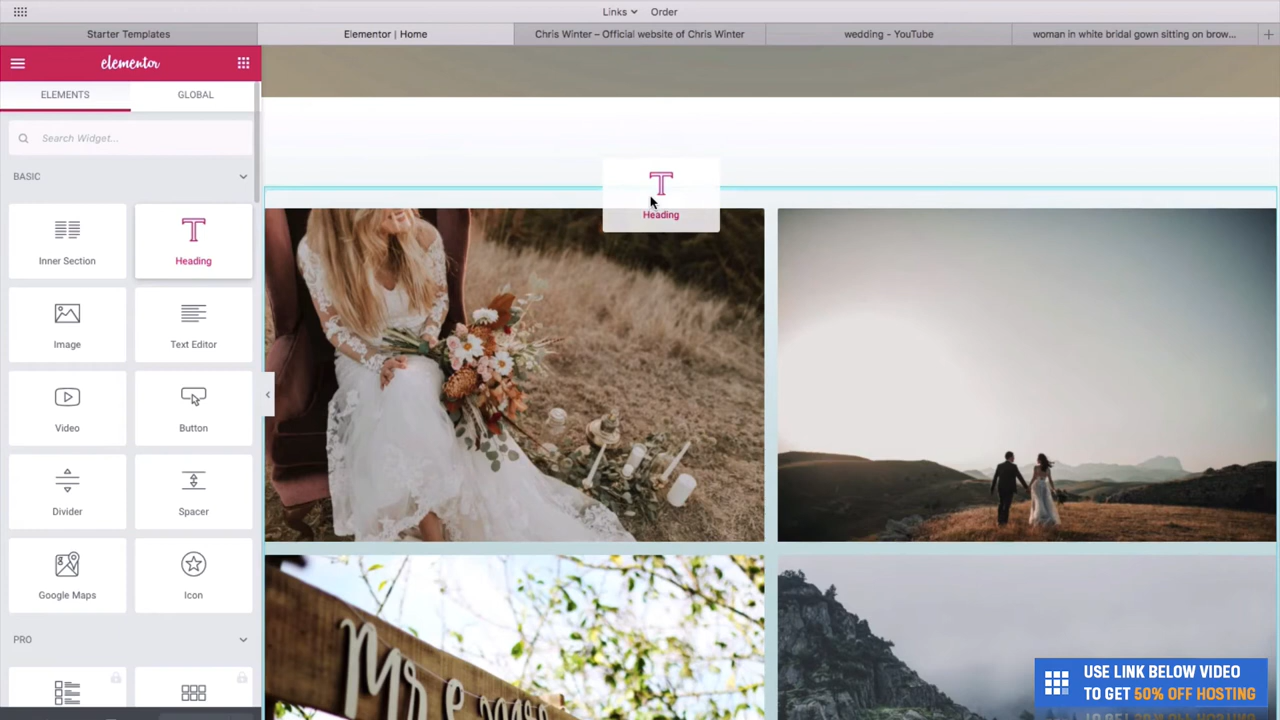 Links Order
Starter Templates
Elementor | Home
Chris Winter – Official website of Chris Winter
wedding - YouTube
woman in white bridal gown sitting on brow...
elementor
ELEMENTS
GLOBAL
Search Widget...
BASIC
Inner Section
Heading
Heading
Image
Text Editor
Video
Button
Divider
Spacer
Google Maps
Icon
PRO
Mr &
USE LINK BELOW VIDEO
TO GET 50% OFF HOSTING